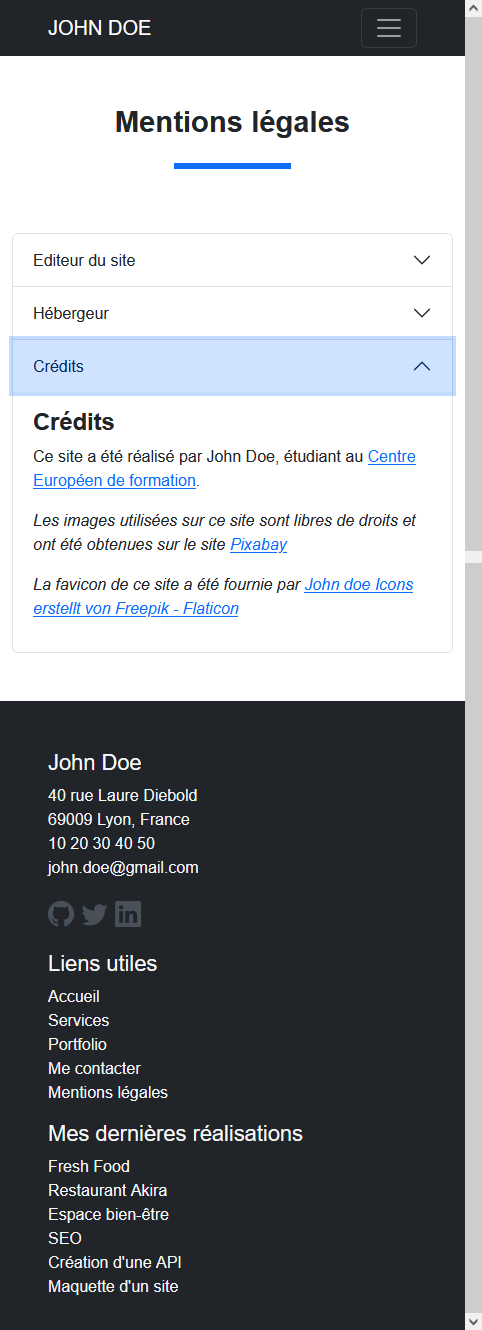 JOHN DOE
Mentions légales
Editeur du site
Hébergeur
Crédits
Crédits
Ce site a été réalisé par John Doe, étudiant au Centre
Européen de formation.
Les images utilisées sur ce site sont libres de droits et
ont été obtenues sur le site Pixabay
La favicon de ce site a été fournie par John doe Icons
erstellt von Freepik - Flaticon
John Doe
40 rue Laure Diebold
69009 Lyon, France
10 20 30 40 50
john.doe@gmail.com
in
Liens utiles
Accueil
Services
Portfolio
Me contacter
Mentions légales
Mes dernières réalisations
Fresh Food
Restaurant Akira
Espace bien-être
SEO
Création d'une API
Maquette d'un site